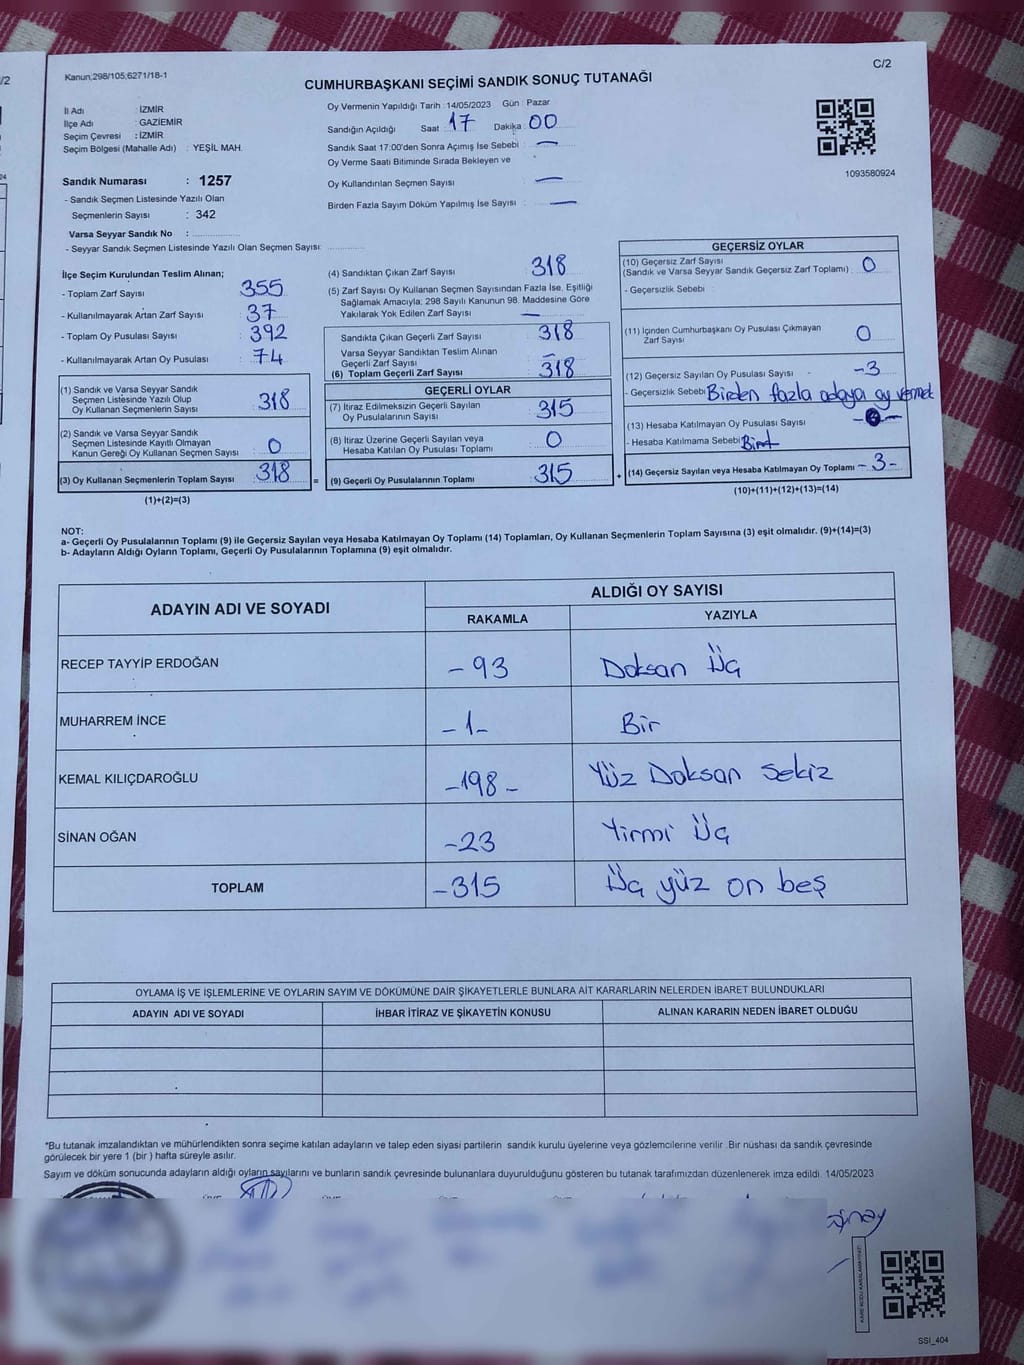 /2
C/2
Kanun;298/105;6271/18-1
CUMHURBAŞKANI SEÇİMİ SANDIK SONUÇ TUTANAĞI
İl Adı : İZMİR
İlçe Adı : GAZİEMİR
Seçim Çevresi : İZMİR
Seçim Bölgesi (Mahalle Adı) : YEŞİL MAH.
Oy Vermenin Yapıldığı Tarih : 14/05/2023 Gün : Pazar
Sandığın Açıldığı Saat : 17 Dakika : 00
Sandık Saat 17:00'den Sonra Açımış İse Sebebi : —
Oy Verme Saati Bitiminde Sırada Bekleyen ve
Oy Kullandırılan Seçmen Sayısı : —
Birden Fazla Sayım Döküm Yapılmış İse Sayısı : —
1093580924
Sandık Numarası : 1257
- Sandık Seçmen Listesinde Yazılı Olan
Seçmenlerin Sayısı : 342
Varsa Seyyar Sandık No : ..............
- Seyyar Sandık Seçmen Listesinde Yazılı Olan Seçmen Sayısı: ............
İlçe Seçim Kurulundan Teslim Alınan;
- Toplam Zarf Sayısı : 355
- Kullanılmayarak Artan Zarf Sayısı : 37
- Toplam Oy Pusulası Sayısı : 392
- Kullanılmayarak Artan Oy Pusulası : 74
(1) Sandık ve Varsa Seyyar Sandık
Seçmen Listesinde Yazılı Olup
Oy Kullanan Seçmenlerin Sayısı : 318
(2) Sandık ve Varsa Seyyar Sandık
Seçmen Listesinde Kayıtlı Olmayan
Kanun Gereği Oy Kullanan Seçmen Sayısı : 0
(3) Oy Kullanan Seçmenlerin Toplam Sayısı : 318
(1)+(2)=(3)
=
(4) Sandıktan Çıkan Zarf Sayısı : 318
(5) Zarf Sayısı Oy Kullanan Seçmen Sayısından Fazla İse, Eşitliği
Sağlamak Amacıyla; 298 Sayılı Kanunun 98. Maddesine Göre
Yakılarak Yok Edilen Zarf Sayısı : —
Sandıkta Çıkan Geçerli Zarf Sayısı : 318
Varsa Seyyar Sandıktan Teslim Alınan
Geçerli Zarf Sayısı : —
(6) Toplam Geçerli Zarf Sayısı : 318
GEÇERLİ OYLAR
(7) İtiraz Edilmeksizin Geçerli Sayılan
Oy Pusulalarının Sayısı : 315
(8) İtiraz Üzerine Geçerli Sayılan veya
Hesaba Katılan Oy Pusulası Toplamı : 0
(9) Geçerli Oy Pusulalarının Toplamı : 315
+
GEÇERSİZ OYLAR
(10) Geçersiz Zarf Sayısı
(Sandık ve Varsa Seyyar Sandık Geçersiz Zarf Toplamı) : 0
- Geçersizlik Sebebi :
(11) İçinden Cumhurbaşkanı Oy Pusulası Çıkmayan
Zarf Sayısı : 0
(12) Geçersiz Sayılan Oy Pusulası Sayısı : -3
- Geçersizlik Sebebi : Birden fazla adaya oy vermek
(13) Hesaba Katılmayan Oy Pusulası Sayısı
- Hesaba Katılmama Sebebi :
(14) Geçersiz Sayılan veya Hesaba Katılmayan Oy Toplamı - 3 -
(10)+(11)+(12)+(13)=(14)
NOT:
a- Geçerli Oy Pusulalarının Toplamı (9) ile Geçersiz Sayılan veya Hesaba Katılmayan Oy Toplamı (14) Toplamları, Oy Kullanan Seçmenlerin Toplam Sayısına (3) eşit olmalıdır. (9)+(14)=(3)
b- Adayların Aldığı Oyların Toplamı, Geçerli Oy Pusulalarının Toplamına (9) eşit olmalıdır.
ADAYIN ADI VE SOYADI
ALDIĞI OY SAYISI
RAKAMLA YAZIYLA
RECEP TAYYİP ERDOĞAN -93 Doksan Üç
MUHARREM İNCE -1- Bir
KEMAL KILIÇDAROĞLU -198- Yüz Doksan Sekiz
SİNAN OĞAN -23 Yirmi Üç
TOPLAM -315 Üç yüz on beş
OYLAMA İŞ VE İŞLEMLERİNE VE OYLARIN SAYIM VE DÖKÜMÜNE DAİR ŞİKAYETLERLE BUNLARA AİT KARARLARIN NELERDEN İBARET BULUNDUKLARI
ADAYIN ADI VE SOYADI İHBAR İTİRAZ VE ŞİKAYETİN KONUSU ALINAN KARARIN NEDEN İBARET OLDUĞU
*Bu tutanak imzalandıktan ve mühürlendikten sonra seçime katılan adayların ve talep eden siyasi partilerin sandık kurulu üyelerine veya gözlemcilerine verilir .Bir nüshası da sandık çevresinde
görülecek bir yere 1 (bir ) hafta süreyle asılır.
Sayım ve döküm sonucunda adayların aldığı oyların sayılarını ve bunların sandık çevresinde bulunanlara duyurulduğunu gösteren bu tutanak tarafımızdan düzenlenerek imza edildi. 14/05/2023
KARE KODU KARALAMAYINIZ!
SSI_404